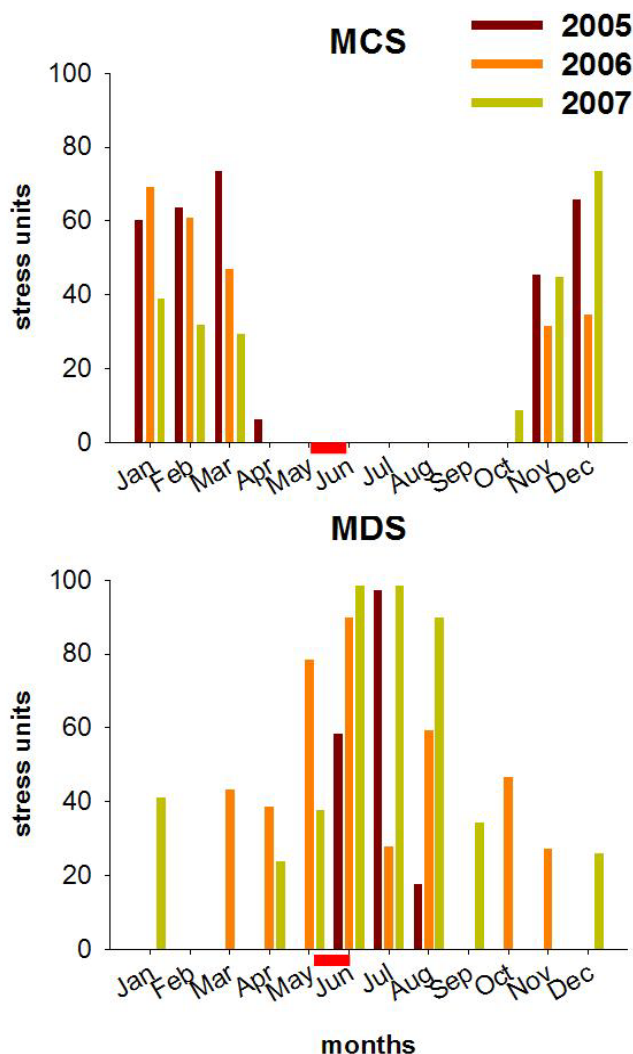 MCS
2005
2006
2007
100
80
60
40
20
0
stress units
Jan Feb Mar Apr May Jun Jul Aug Sep Oct Nov Dec
MDS
100
80
60
40
20
0
stress units
Jan Feb Mar Apr May Jun Jul Aug Sep Oct Nov Dec
months